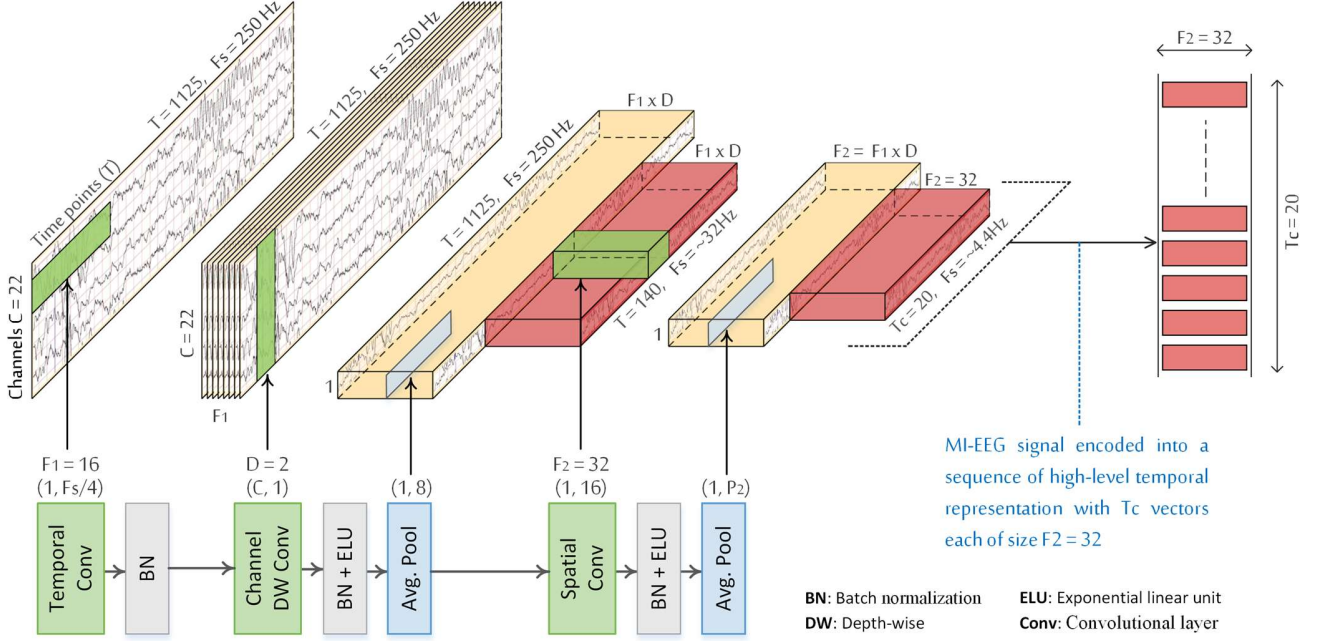 T = 1125, Fs = 250 Hz
Time points (T)
Channels C = 22
T = 1125, Fs = 250 Hz
C = 22
F1
F1 x D
T = 1125, Fs = 250 Hz
1
F1 x D
T = 140, Fs = ~32Hz
F2 = F1 x D
1
F2 = 32
Tc = 20, Fs = ~4.4Hz
F2 = 32
Tc = 20
F1 = 16
(1, Fs/4)
D = 2
(C, 1)
(1, 8)
F2 = 32
(1, 16)
(1, P2)
Temporal
Conv
BN
Channel
DW Conv
BN + ELU
Avg. Pool
Spatial
Conv
BN + ELU
Avg. Pool
MI-EEG signal encoded into a
sequence of high-level temporal
representation with Tc vectors
each of size F2 = 32
BN: Batch normalization
ELU: Exponential linear unit
DW: Depth-wise
Conv: Convolutional layer